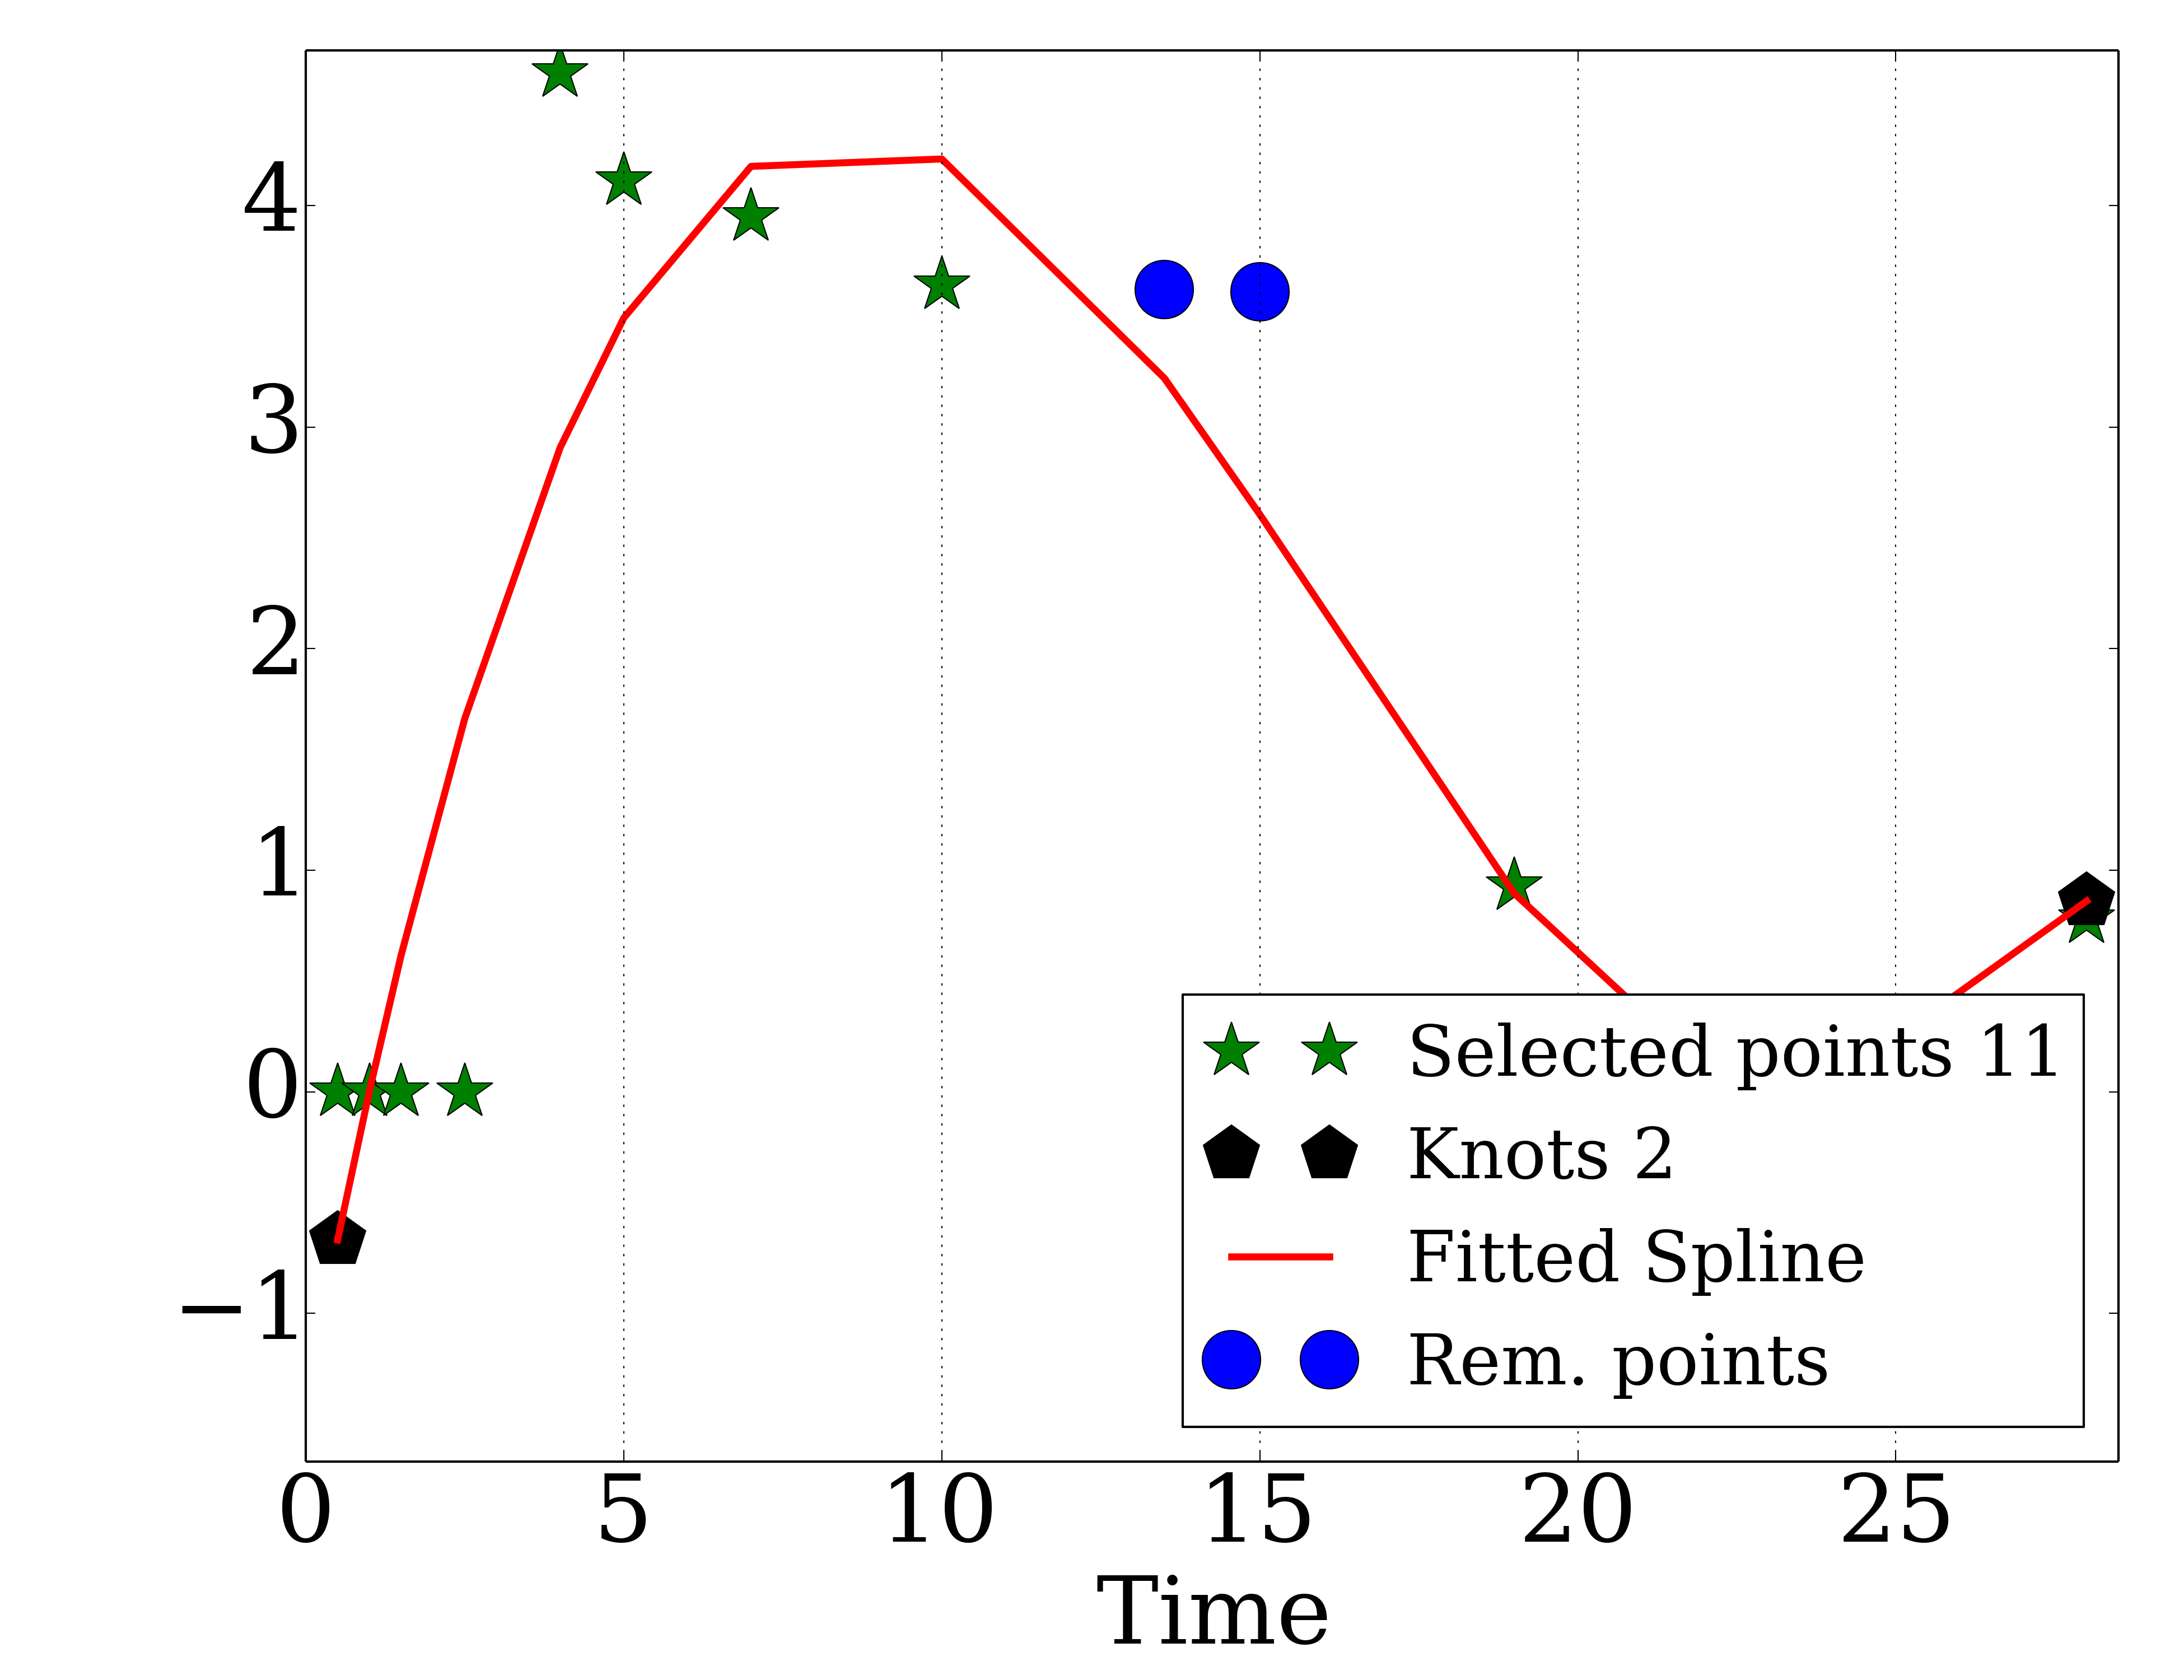 4
3
2
1
0
−1
Selected points 11
Knots 2
Fitted Spline
Rem. points
0 5 10 15 20 25
Time